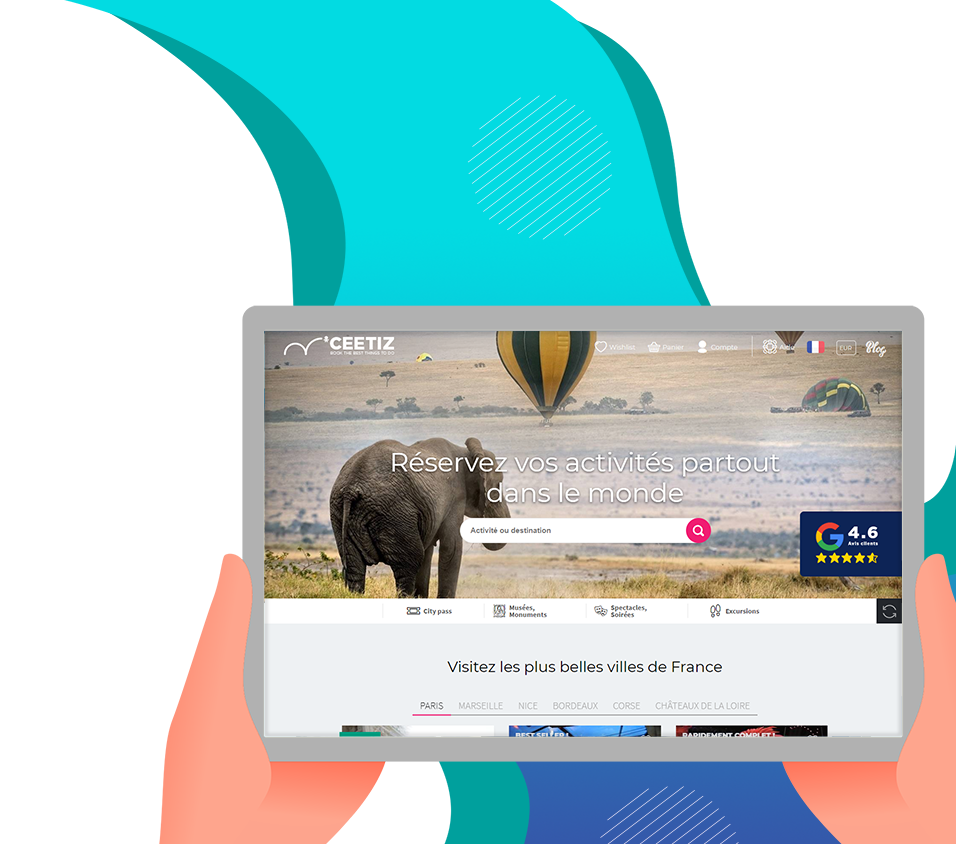 CEETIZ
BOOK THE BEST THINGS TO DO
Wishlist
Panier
Compte
Aide
EUR
Blog
Réservez vos activités partout
dans le monde
Activité ou destination
4.6
Avis clients
City pass
Musées,
Monuments
Spectacles,
Soirées
Excursions
Visitez les plus belles villes de France
PARIS MARSEILLE NICE BORDEAUX CORSE CHÂTEAUX DE LA LOIRE
BEST SELLER !
RAPIDEMENT COMPLET !